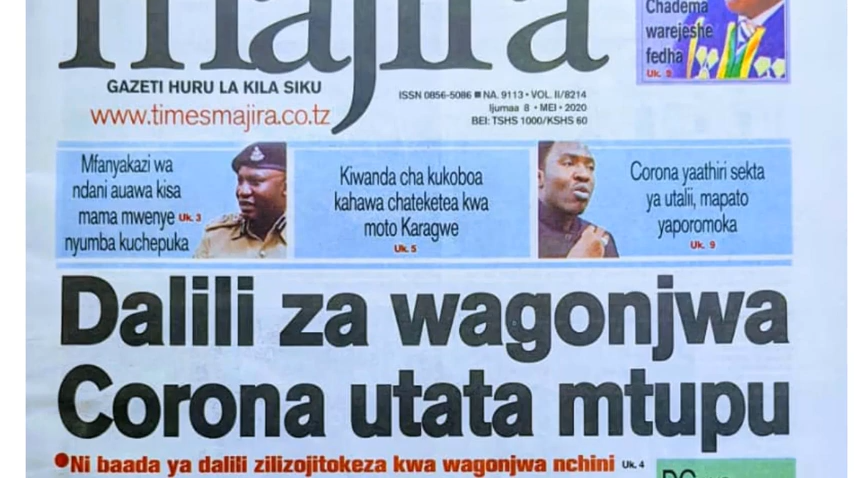 majira
Chadema
warejeshe
fedha
GAZETI HURU LA KILA SIKU
www.timesmajira.co.tz
ISSN 0856-5086 ■ NA. 9113 • VOL. II/8214
Ijumaa 8 • MEI • 2020
BEI: TSHS 1000/KSHS 60
Mfanyakazi wa
ndani auawa kisa
mama mwenye Uk. 3
nyumba kuchepuka
Kiwanda cha kukoboa
kahawa chateketea kwa
moto Karagwe
Uk. 5
Corona yaathiri sekta
ya utalii, mapato
yaporomoka
Uk. 9
Dalili za wagonjwa
Corona utata mtupu
•Ni baada ya dalili zilizojitokeza kwa wagonjwa nchini Uk. 4